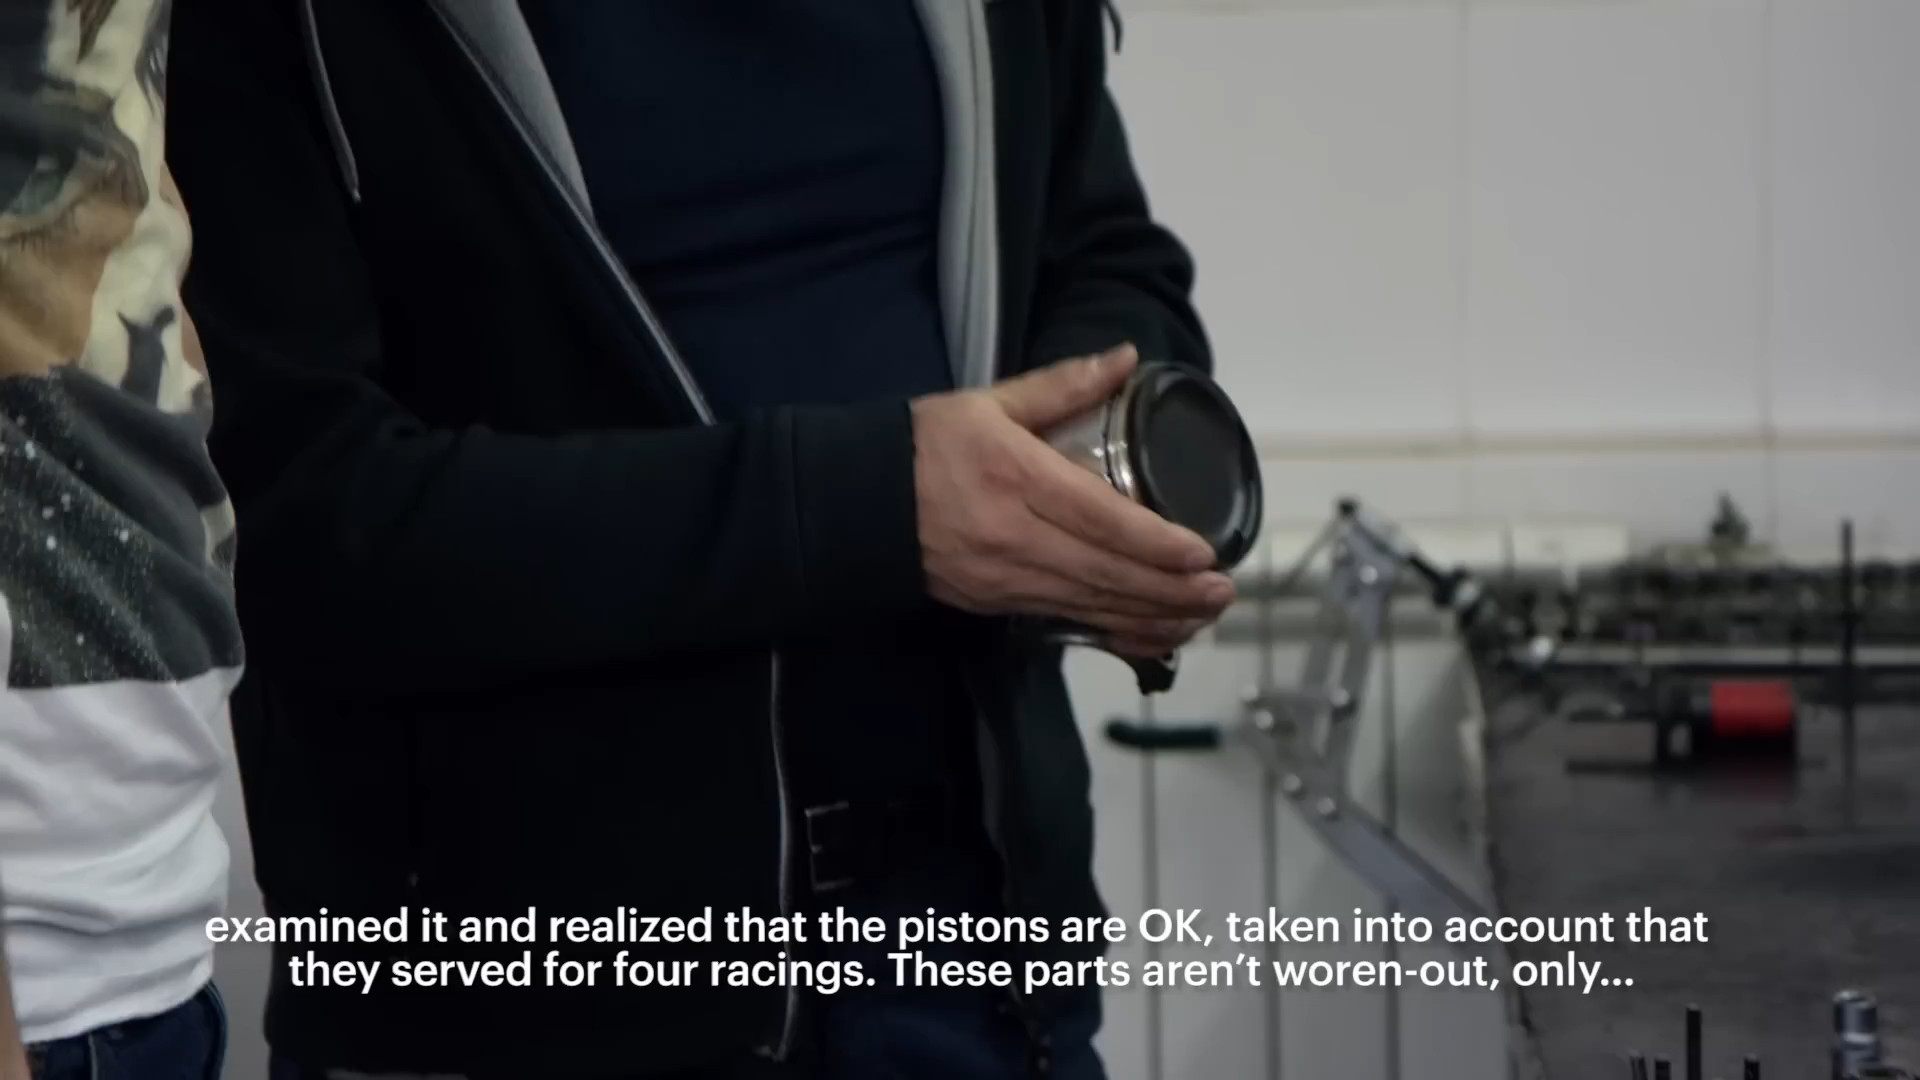 examined it and realized that the pistons are OK, taken into account that
they served for four racings. These parts aren’t woren-out, only...